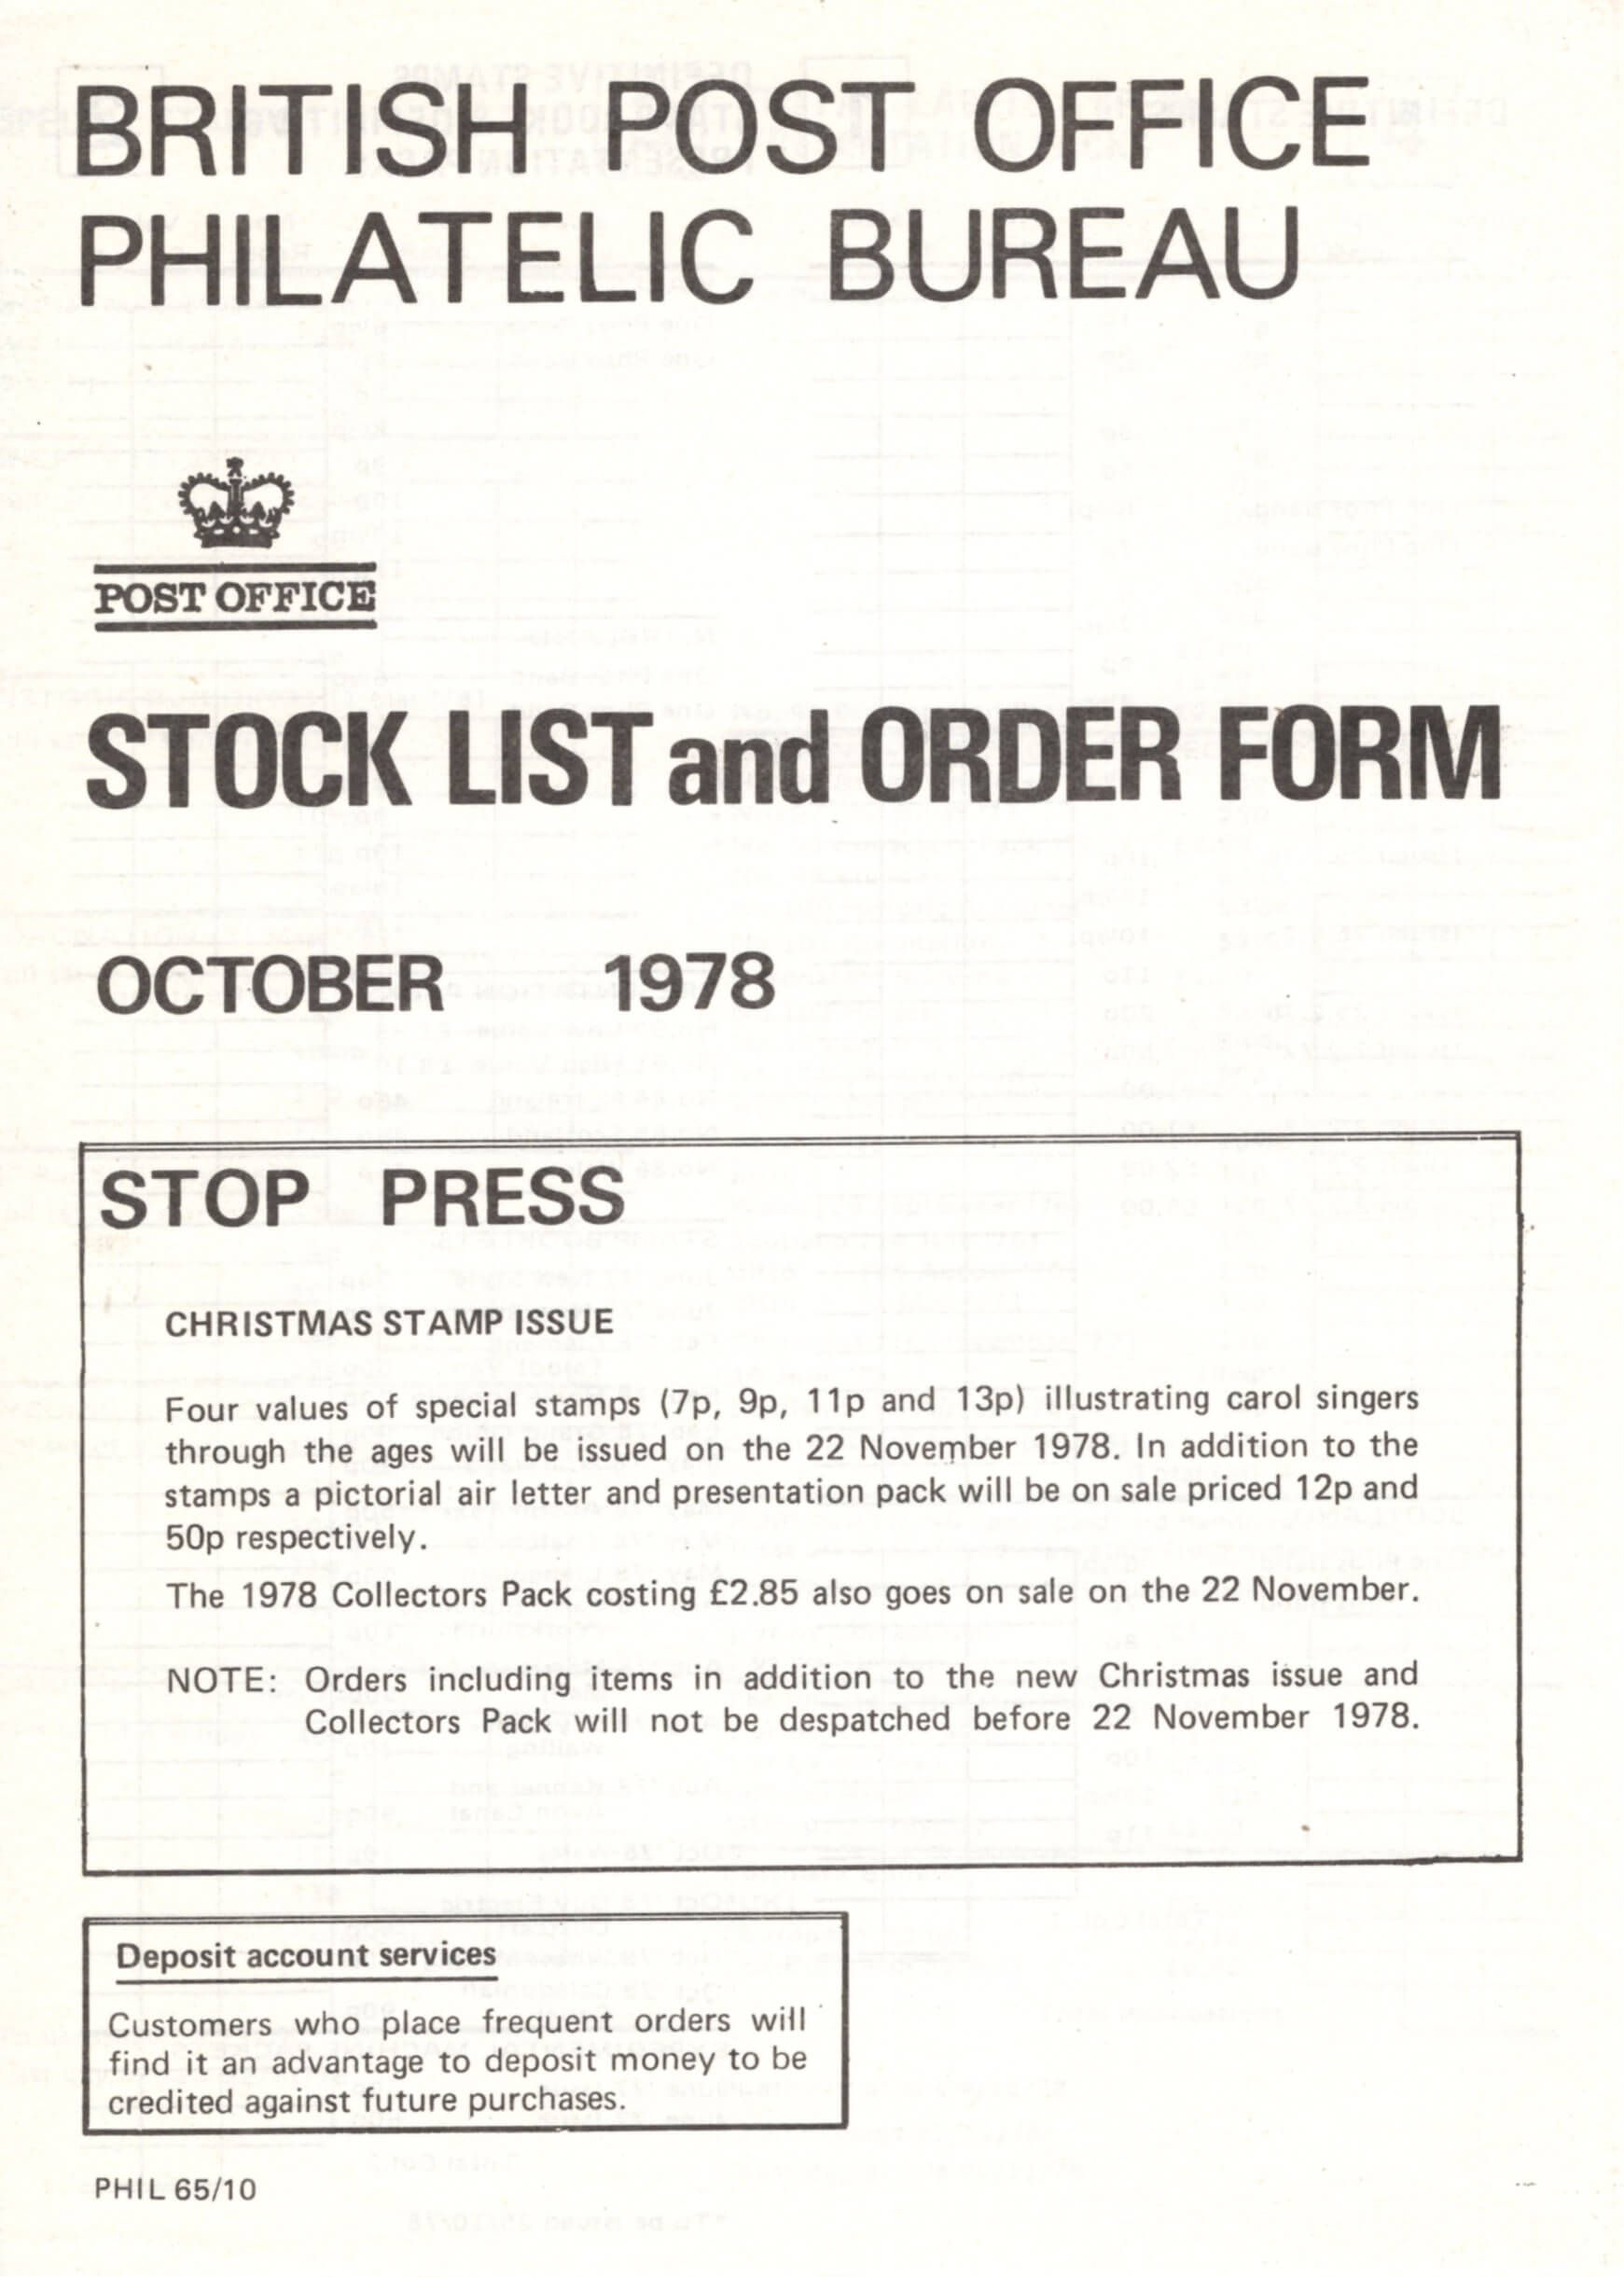 BRITISH POST OFFICE
PHILATELIC BUREAU
POST OFFICE
STOCK LIST and ORDER FORM
OCTOBER 1978
STOP PRESS
CHRISTMAS STAMP ISSUE
Four values of special stamps (7p, 9p, 11p and 13p) illustrating carol singers
through the ages will be issued on the 22 November 1978. In addition to the
stamps a pictorial air letter and presentation pack will be on sale priced 12p and
50p respectively.
The 1978 Collectors Pack costing £2.85 also goes on sale on the 22 November.
NOTE: Orders including items in addition to the new Christmas issue and
Collectors Pack will not be despatched before 22 November 1978.
Deposit account services
Customers who place frequent orders will
find it an advantage to deposit money to be
credited against future purchases.
PHIL 65/10